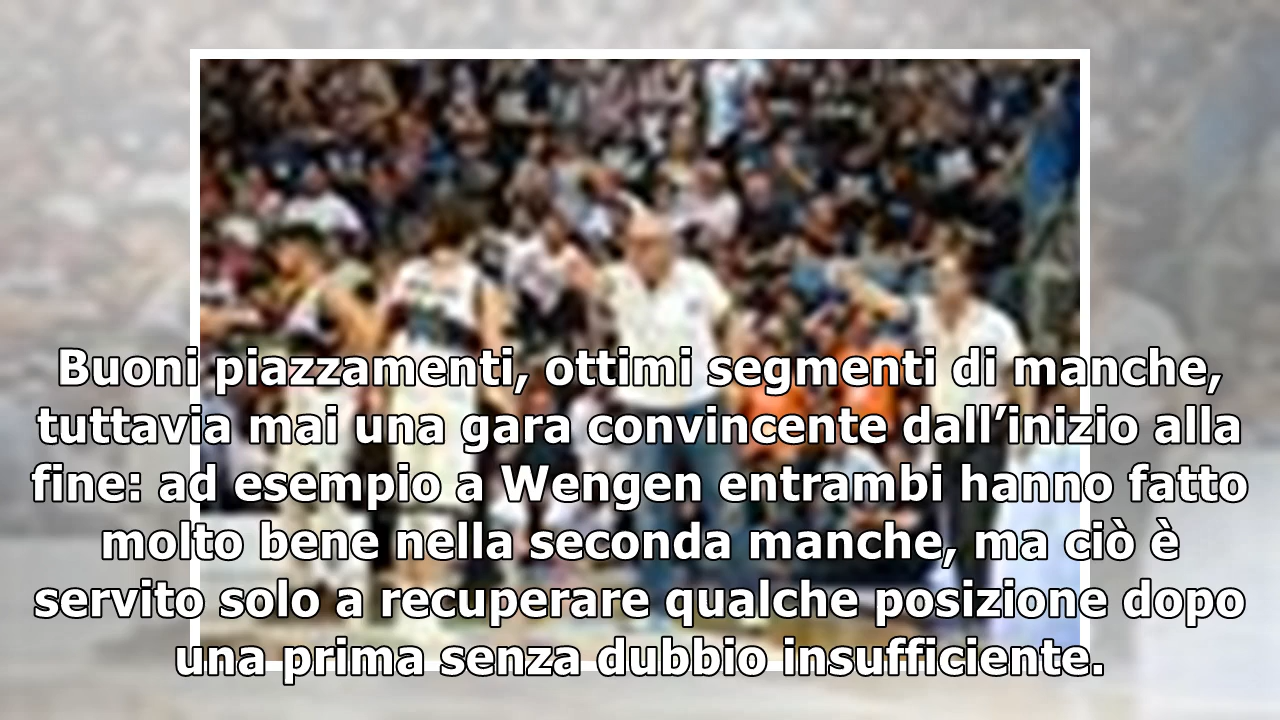 Buoni piazzamenti, ottimi segmenti di manche,
tuttavia mai una gara convincente dall’inizio alla
fine: ad esempio a Wengen entrambi hanno fatto
molto bene nella seconda manche, ma ciò è
servito solo a recuperare qualche posizione dopo
una prima senza dubbio insufficiente.